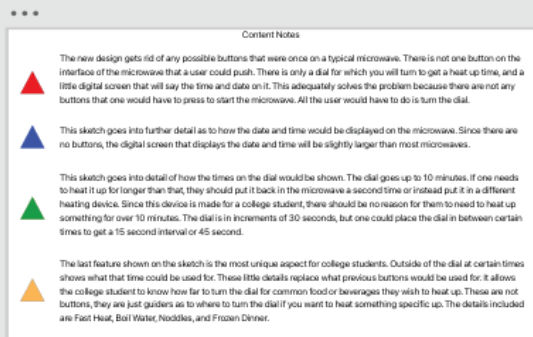 Content Notes
The new design gets rid of any possible buttons that were once on a typical microwave. There is not one button on the
interface of the microwave that a user could push. There is only a dial for which you will turn to get a heat up time, and a
little digital screen that will say the time and date on it. This adequately solves the problem because there are not any
buttons that one would have to press to start the microwave. All the user would have to do is turn the dial.
This sketch goes into further detail as to how the date and time would be displayed on the microwave. Since there are
no buttons, the digital screen that displays the date and time will be slightly larger than most microwaves.
This sketch goes into detail of how the times on the dial would be shown. The dial goes up to 10 minutes. If one needs
to heat it up for longer than that, they should put it back in the microwave a second time or instead put it in a different
heating device. Since this device is made for a college student, there should be no reason for them to need to heat up
something for over 10 minutes. The dial is in increments of 30 seconds, but one could place the dial in between certain
times to get a 15 second interval or 45 second.
The last feature shown on the sketch is the most unique aspect for college students. Outside of the dial at certain times
shows what that time could be used for. These little details replace what previous buttons would be used for. It allows
the college student to know how far to turn the dial for common food or beverages they wish to heat up. These are not
buttons, they are just guiders as to where to turn the dial if you want to heat something specific up. The details included
are Fast Heat, Boil Water, Noddles, and Frozen Dinner.